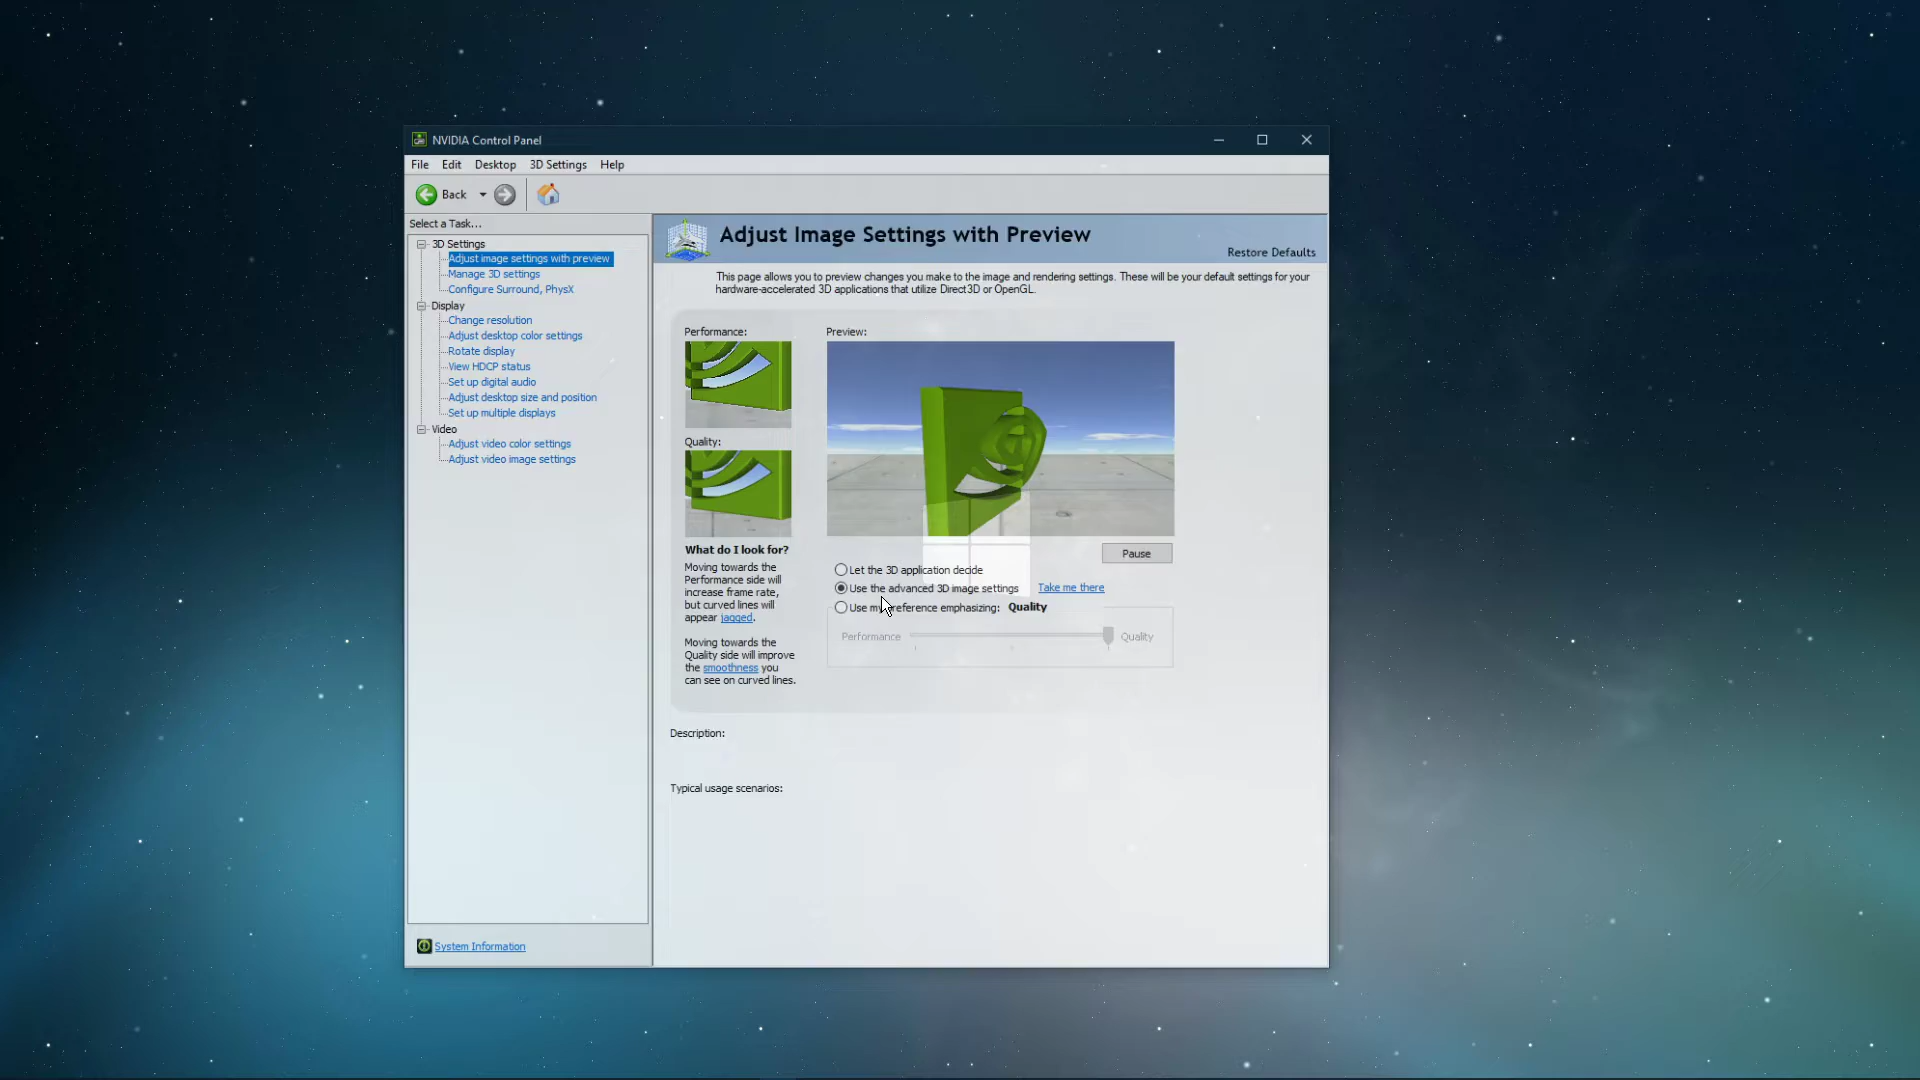 NVIDIA Control Panel
File Edit Desktop 3D Settings Help
Back
Select a Task...
3D Settings
Adjust image settings with preview
Manage 3D settings
Configure Surround, PhysX
Display
Change resolution
Adjust desktop color settings
Rotate display
View HDCP status
Set up digital audio
Adjust desktop size and position
Set up multiple displays
Video
Adjust video color settings
Adjust video image settings
System Information
Adjust Image Settings with Preview
Restore Defaults
This page allows you to preview changes you make to the image and rendering settings. These will be your default settings for your
hardware-accelerated 3D applications that utilize Direct3D or OpenGL.
Performance:
Quality:
What do I look for?
Moving towards the
Performance side will
increase frame rate,
but curved lines will
appear jagged.
Moving towards the
Quality side will improve
the smoothness you
can see on curved lines.
Preview:
Pause
Let the 3D application decide
Use the advanced 3D image settings Take me there
Use my preference emphasizing: Quality
Performance Quality
Description:
Typical usage scenarios: